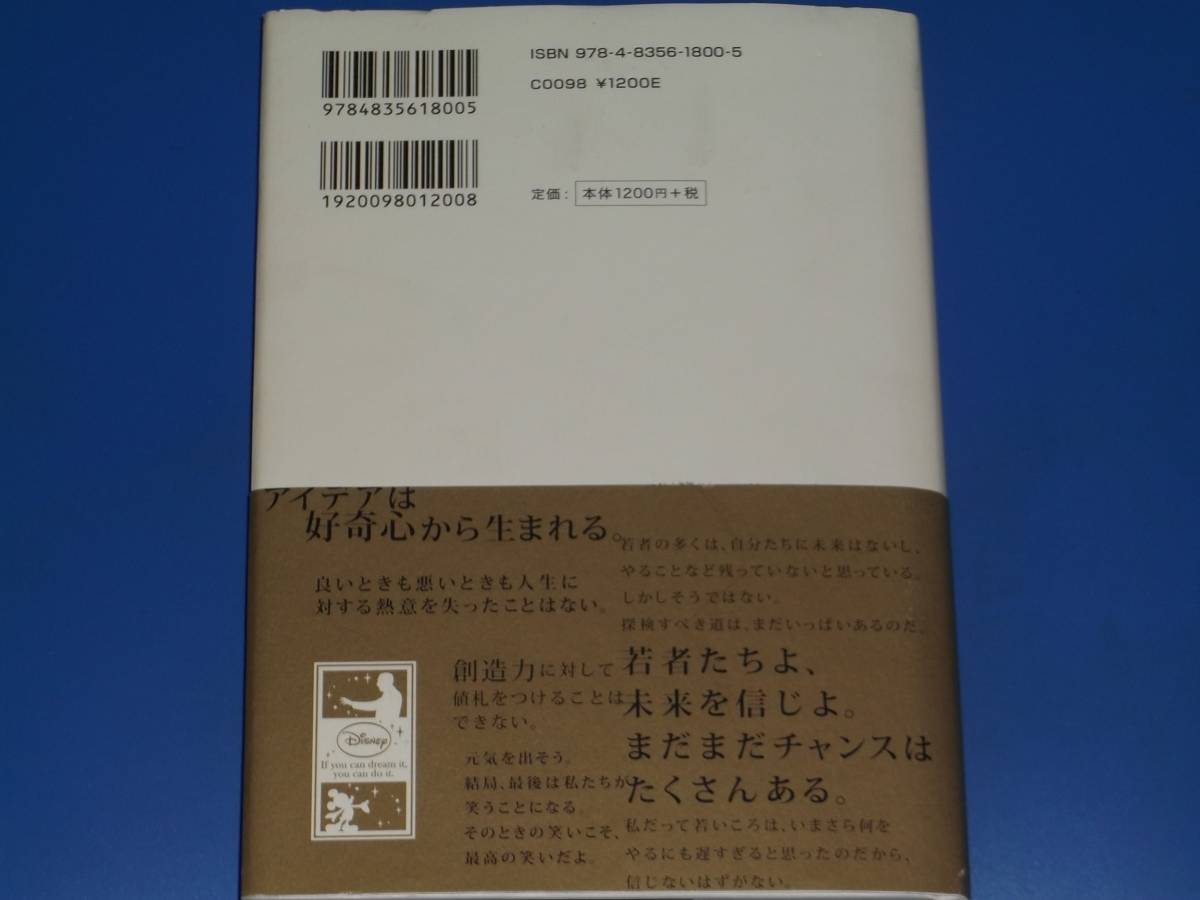 ISBN 978-4-8356-1800-5
C0098 ¥1200E
9784835618005
1920098012008
定価: 本体1200円+税
アイデアは
好奇心から生まれる。
良いときも悪いときも人生に
対する熱意を失ったことはない。
創造力に対して
値札をつけることは
できない。
元気を出そう。
結局、最後は私たちが
笑うことになる。
そのときの笑いこそ、
最高の笑いだよ。
Disney
If you can dream it,
you can do it.
若者の多くは、自分たちに未来はないし、
やることなど残っていないと思っている。
しかしそうではない。
探検すべき道は、まだいっぱいあるのだ。
若者たちよ、
未来を信じよ。
まだまだチャンスは
たくさんある。
私だって若いころは、いまさら何を
やるにも遅すぎると思ったのだから、
信じないはずがない。